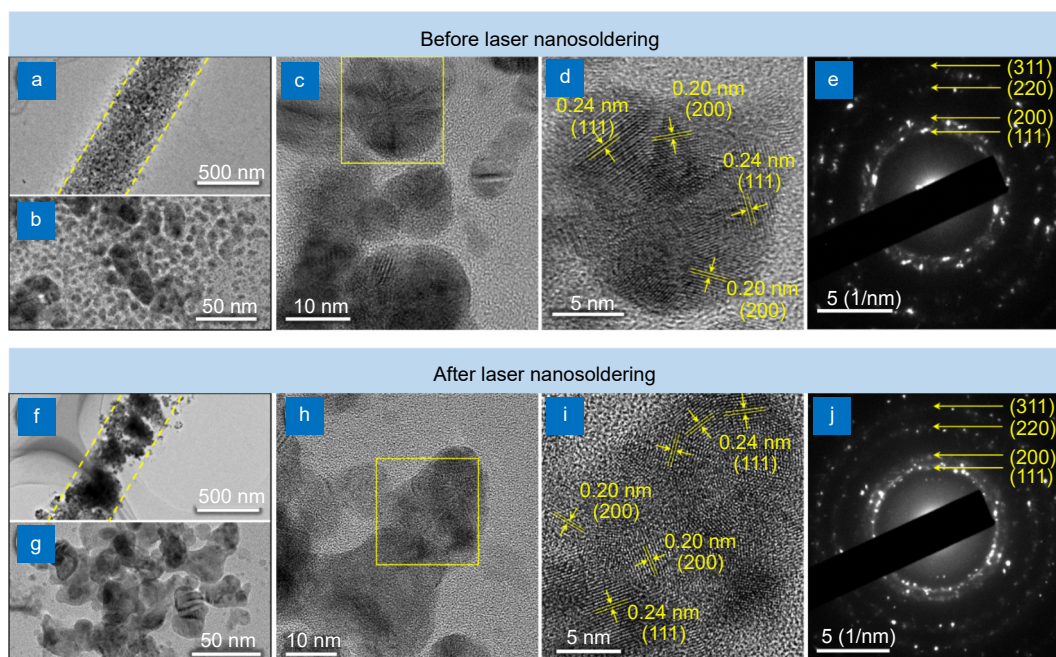 Before laser nanosoldering
a
500 nm
b
50 nm
c
10 nm
d
0.24 nm
(111)
0.20 nm
(200)
0.24 nm
(111)
0.20 nm
(200)
5 nm
e
(311)
(220)
(200)
(111)
5 (1/nm)
After laser nanosoldering
f
500 nm
g
50 nm
h
10 nm
i
0.24 nm
(111)
0.20 nm
(200)
0.20 nm
(200)
0.24 nm
(111)
5 nm
j
(311)
(220)
(200)
(111)
5 (1/nm)